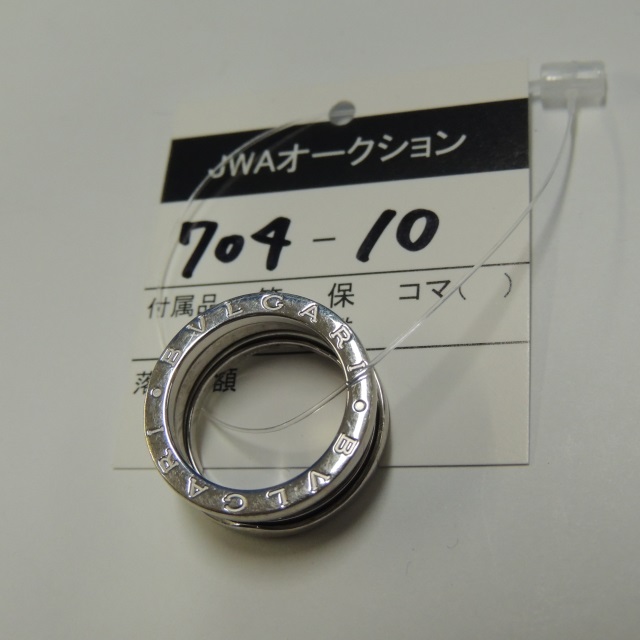 JWAオークション
704-10
付属品 保 コマ( )
額
BVLGARI • BVLGARI •